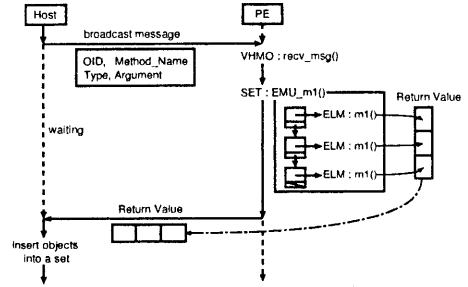 Host
PE
broadcast message
OID, Method_Name
Type, Argument
VHMO : recv_msg()
SET : EMU_m1()
Return Value
ELM : m1()
waiting
ELM : m1()
ELM : m1()
Return Value
Insert objects
into a set